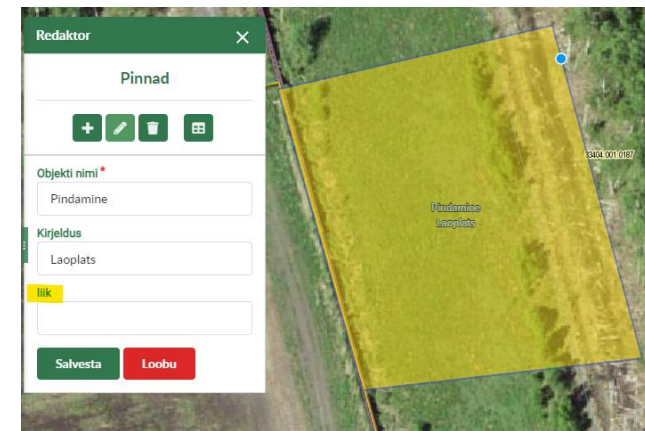 Redaktor
Pinnad
Objekti nimi *
Pindamine
Kirjeldus
Laoplats
liik
Salvesta Loobu
Pindamine
Laoplats
33404:001:0187